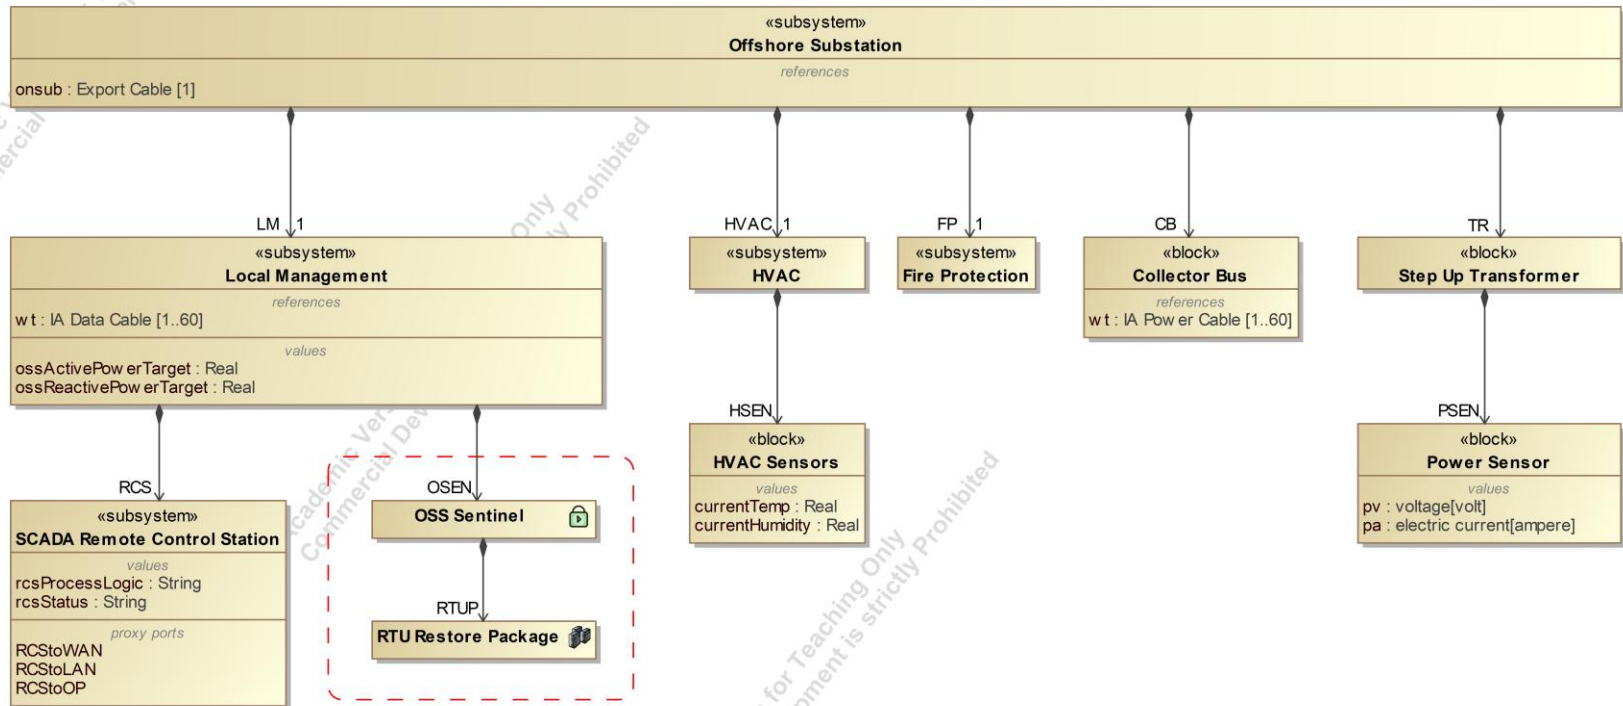 «subsystem»
Offshore Substation
references
onsub : Export Cable [1]
LM 1
HVAC 1
FP 1
CB
TR
«subsystem»
Local Management
references
wt : IA Data Cable [1..60]
values
ossActivePowerTarget : Real
ossReactivePowerTarget : Real
«subsystem»
HVAC
«subsystem»
Fire Protection
«block»
Collector Bus
references
wt : IA Power Cable [1..60]
«block»
Step Up Transformer
RCS
OSEN
HSEN
PSEN
«subsystem»
SCADA Remote Control Station
values
rcsProcessLogic : String
rcsStatus : String
proxy ports
RCStoWAN
RCStoLAN
RCStoOP
OSS Sentinel
RTUP
RTU Restore Package
«block»
HVAC Sensors
values
currentTemp : Real
currentHumidity : Real
«block»
Power Sensor
values
pv : voltage[volt]
pa : electric current[ampere]
Only
Prohibited
Academic
Commercial
for Teaching Only
is strictly Prohibited